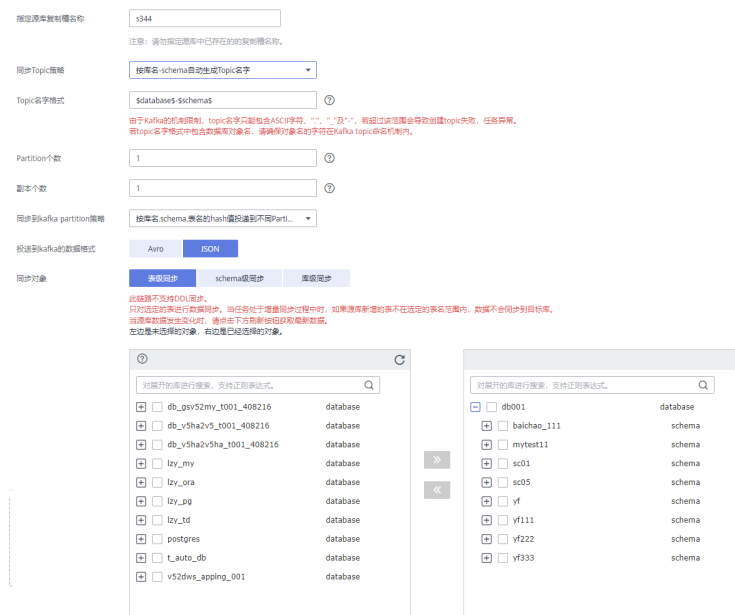 指定源库复制槽名称
s344
注意：请勿指定源库中已存在的的复制槽名称。
同步Topic策略
按库名-schema自动生成Topic名字
Topic名字格式
$database$-$schema$
由于Kafka的机制限制，topic名字只能包含ASCII字符，"."，"_"及"-"，若超过该范围会导致创建topic失败，任务异常。
若topic名字格式中包含数据库对象名，请确保对象名的字符在Kafka topic命名机制内。
Partition个数
1
副本个数
1
同步到kafka partition策略
按库名.schema.表名的hash值投递到不同Parti...
投送到kafka的数据格式
Avro
JSON
同步对象
表级同步
schema级同步
库级同步
此链路不支持DDL同步。
只对选定的表进行数据同步。当任务处于增量同步过程中时，如果源库新增的表不在选定的表名范围内，数据不会同步到目标库。
当源库数据发生变化时，请点击下方刷新按钮获取最新数据。
左边是未选择的对象，右边是已经选择的对象。
对展开的库进行搜索，支持正则表达式。
db_gsv52my_t001_408216 database
db_v5ha2v5_t001_408216 database
db_v5ha2v5ha_t001_408216 database
lzy_my database
lzy_ora database
lzy_pg database
lzy_td database
postgres database
t_auto_db database
v52dws_apping_001 database
对展开的库进行搜索，支持正则表达式。
db001 database
baichao_111 schema
mytest11 schema
sc01 schema
sc05 schema
yf schema
yf111 schema
yf222 schema
yf333 schema